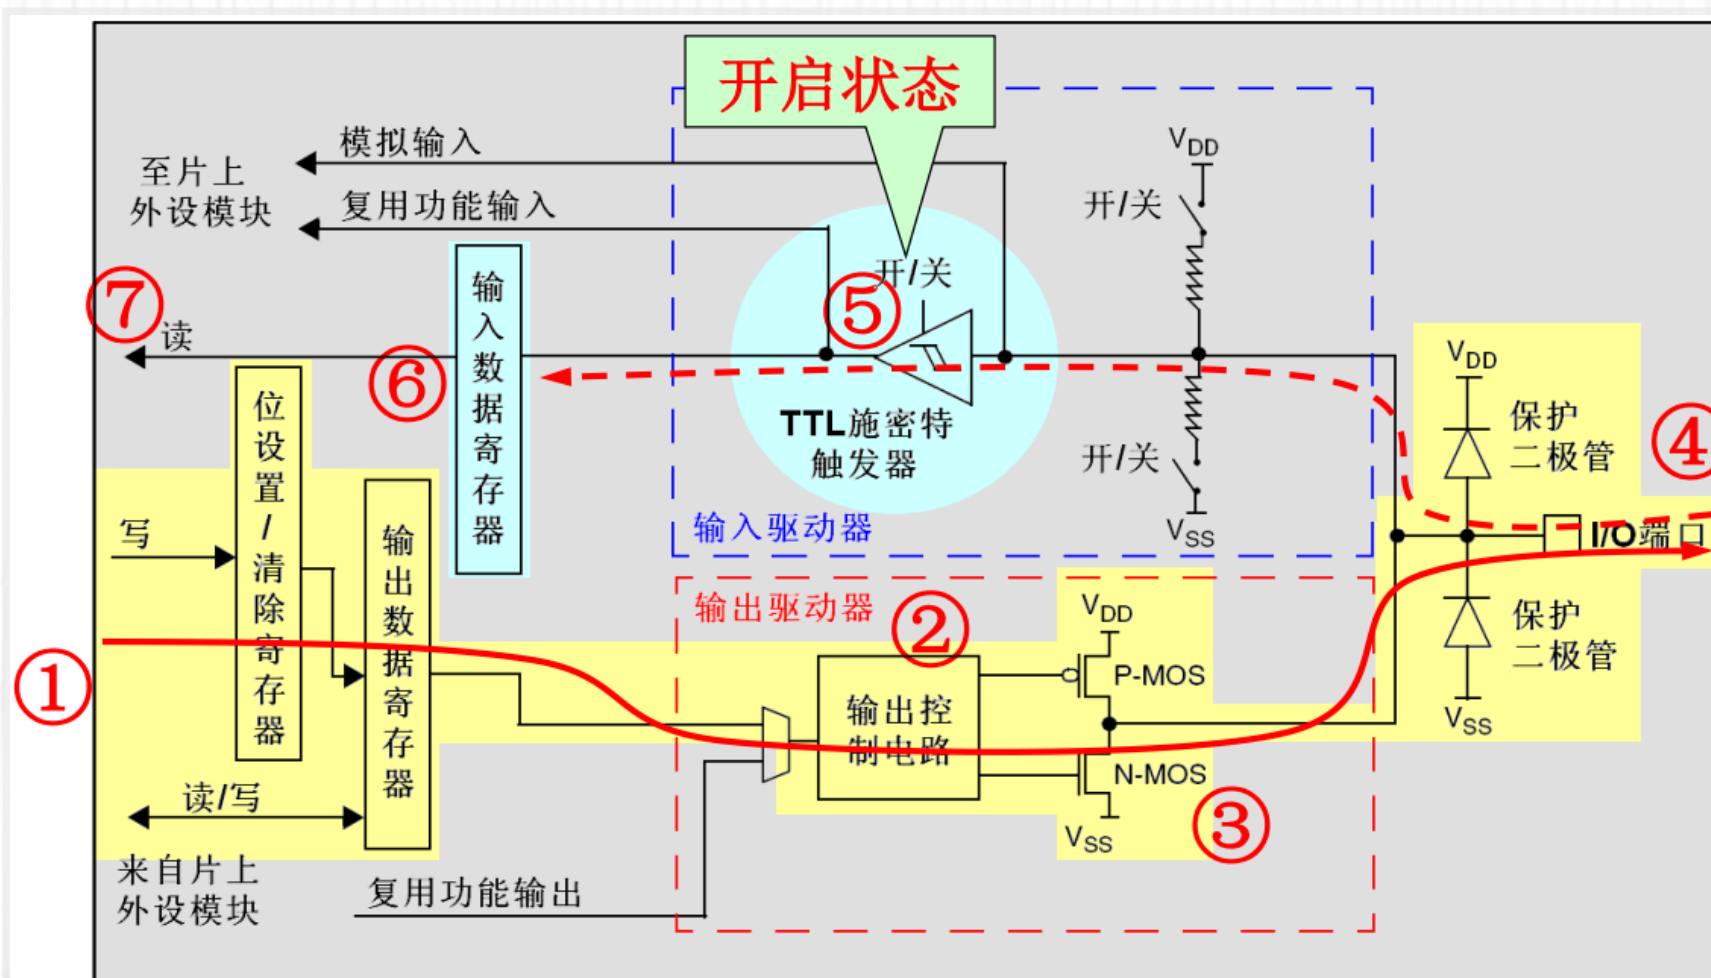 开启状态
模拟输入
至片上
外设模块
复用功能输入
V_DD
开/关
开/关
⑤
⑦
读
⑥
输入数据寄存器
TTL施密特
触发器
开/关
V_SS
输入驱动器
V_DD
保护
二极管
④
I/O端口
保护
二极管
V_SS
位设置/清除寄存器
写
输出数据寄存器
①
读/写
来自片上
外设模块
复用功能输出
输出驱动器
②
输出控
制电路
V_DD
P-MOS
N-MOS
V_SS
③